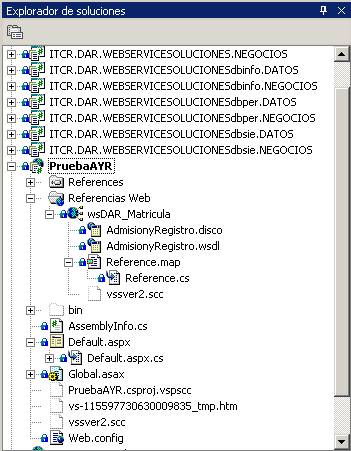 Explorador de soluciones
ITCR.DAR.WEBSERVICESOLUCIONES.NEGOCIOS
ITCR.DAR.WEBSERVICESOLUCIONESdbinfo.DATOS
ITCR.DAR.WEBSERVICESOLUCIONESdbinfo.NEGOCIOS
ITCR.DAR.WEBSERVICESOLUCIONESdbper.DATOS
ITCR.DAR.WEBSERVICESOLUCIONESdbper.NEGOCIOS
ITCR.DAR.WEBSERVICESOLUCIONESdbsie.DATOS
ITCR.DAR.WEBSERVICESOLUCIONESdbsie.NEGOCIOS
PruebaAYR
References
Referencias Web
wsDAR_Matricula
AdmisionyRegistro.disco
AdmisionyRegistro.wsdl
Reference.map
Reference.cs
vssver2.scc
bin
AssemblyInfo.cs
Default.aspx
Default.aspx.cs
Global.asax
PruebaAYR.csproj.vspscc
vs-115597730630009835_tmp.htm
vssver2.scc
Web.config